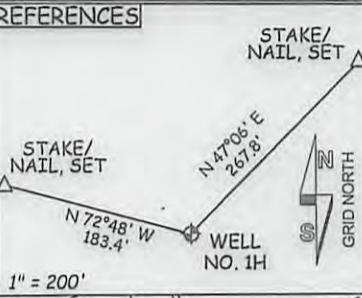 REFERENCES
STAKE/
NAIL, SET
STAKE/
NAIL, SET
N 47°06' E
267.8'
N 72°48' W
183.4'
WELL
NO. 1H
N
S
GRID NORTH
1" = 200'